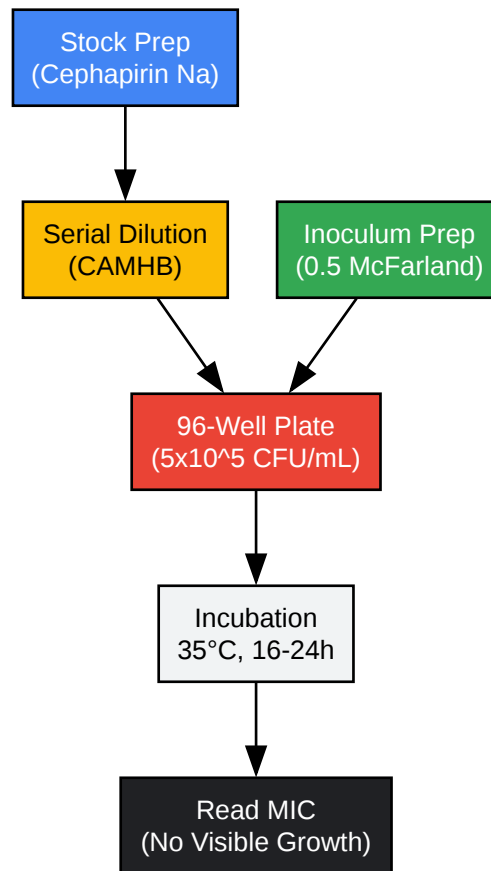 Stock Prep
(Cephapirin Na)
Serial Dilution
(CAMHB)
Inoculum Prep
(0.5 McFarland)
96-Well Plate
(5x10^5 CFU/mL)
Incubation
35°C, 16-24h
Read MIC
(No Visible Growth)